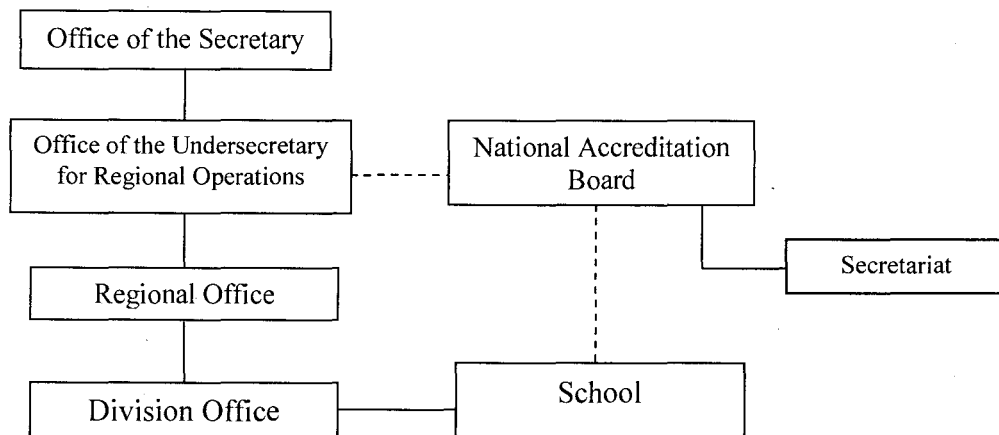 Office of the Secretary
Office of the Undersecretary
for Regional Operations
National Accreditation
Board
Secretariat
Regional Office
Division Office
School